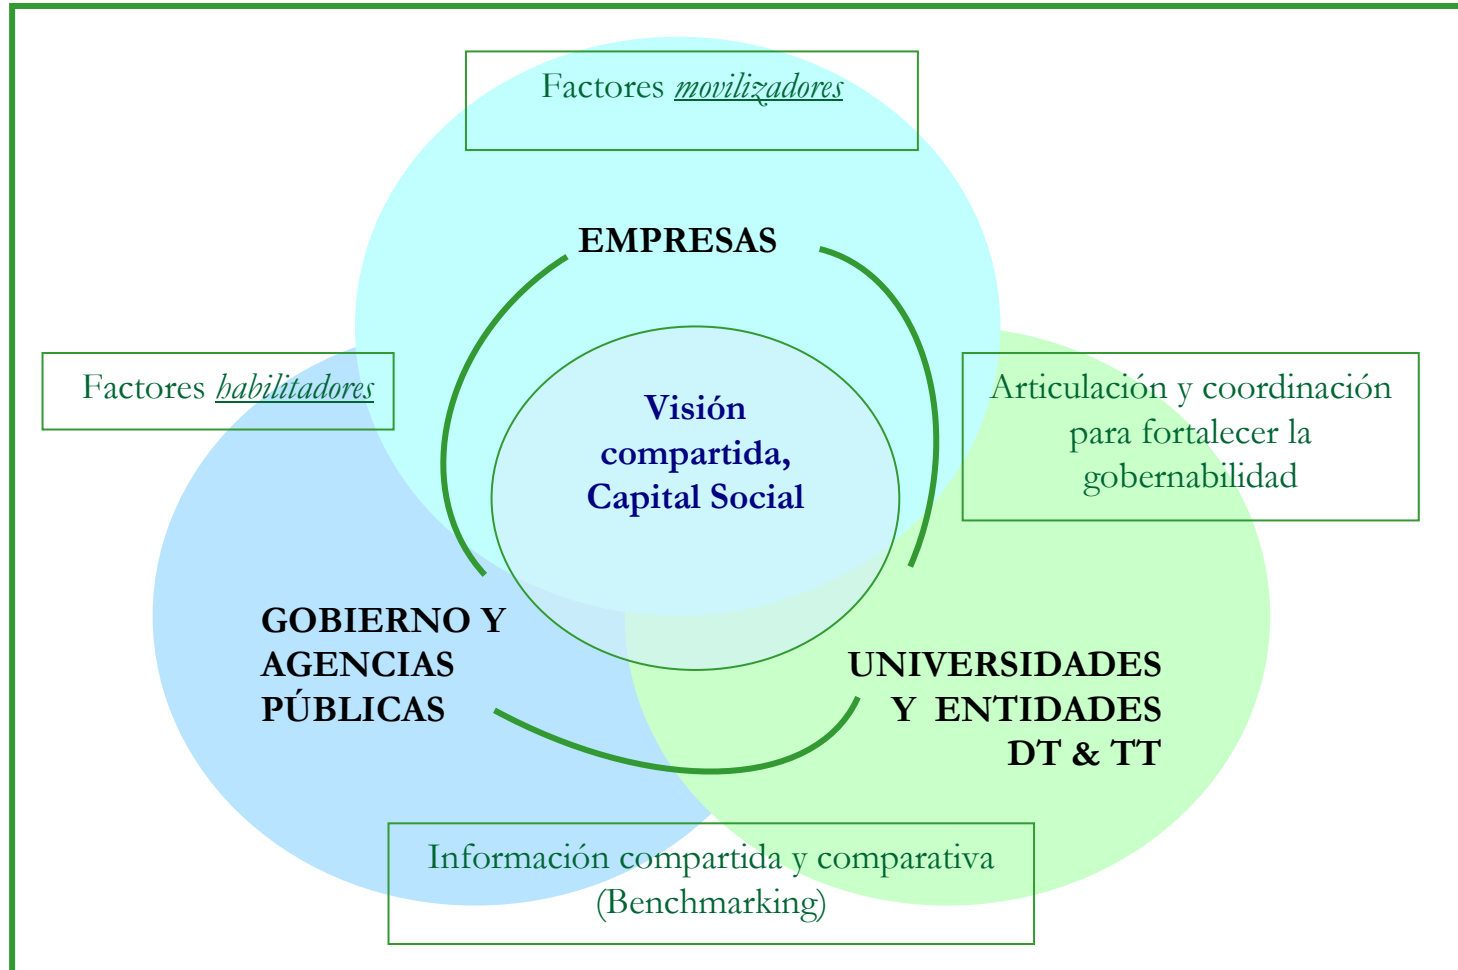 Factores movilizadores
EMPRESAS
Factores habilitadores
Visión
compartida,
Capital Social
Articulación y coordinación
para fortalecer la
gobernabilidad
GOBIERNO Y
AGENCIAS
PÚBLICAS
UNIVERSIDADES
Y ENTIDADES
DT & TT
Información compartida y comparativa
(Benchmarking)